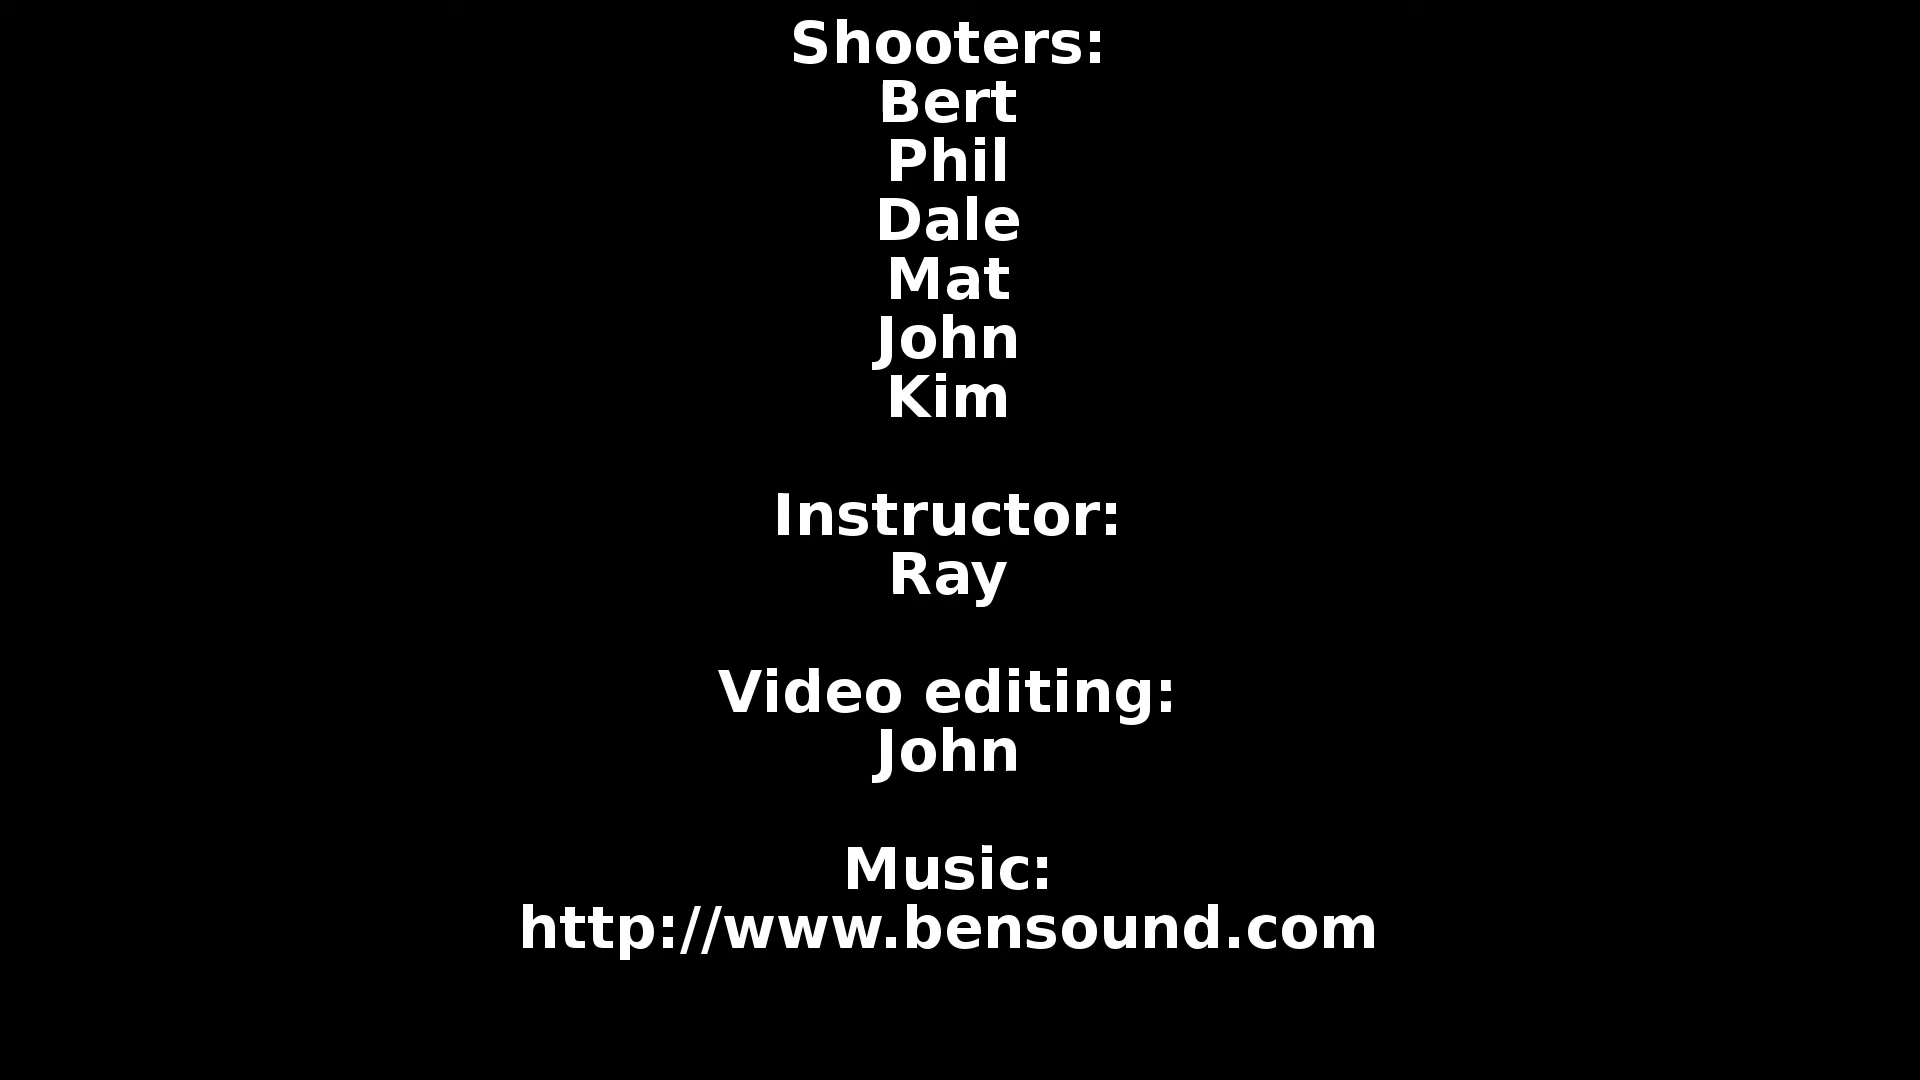 Shooters:
Bert
Phil
Dale
Mat
John
Kim
Instructor:
Ray
Video editing:
John
Music:
http://www.bensound.com